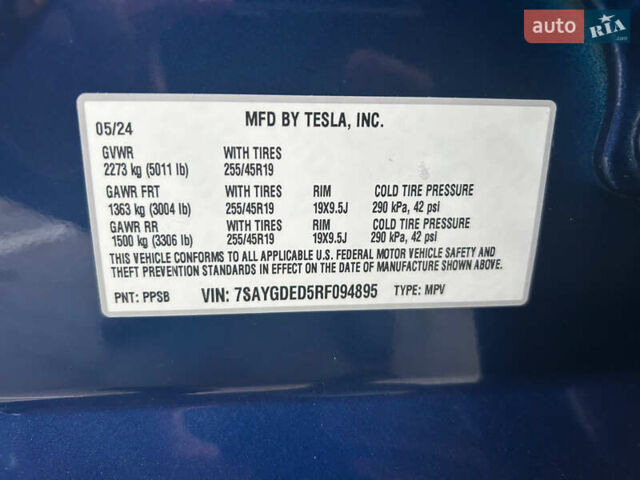 auto RIA.com
05/24 MFD BY TESLA, INC.
GVWR WITH TIRES
2273 kg (5011 lb) 255/45R19
GAWR FRT WITH TIRES RIM COLD TIRE PRESSURE
1363 kg (3004 lb) 255/45R19 19X9.5J 290 kPa, 42 psi
GAWR RR WITH TIRES RIM COLD TIRE PRESSURE
1500 kg (3306 lb) 255/45R19 19X9.5J 290 kPa, 42 psi
THIS VEHICLE CONFORMS TO ALL APPLICABLE U.S. FEDERAL MOTOR VEHICLE SAFETY AND
THEFT PREVENTION STANDARDS IN EFFECT ON THE DATE OF MANUFACTURE SHOWN ABOVE.
PNT: PPSB VIN: 7SAYGDED5RF094895 TYPE: MPV